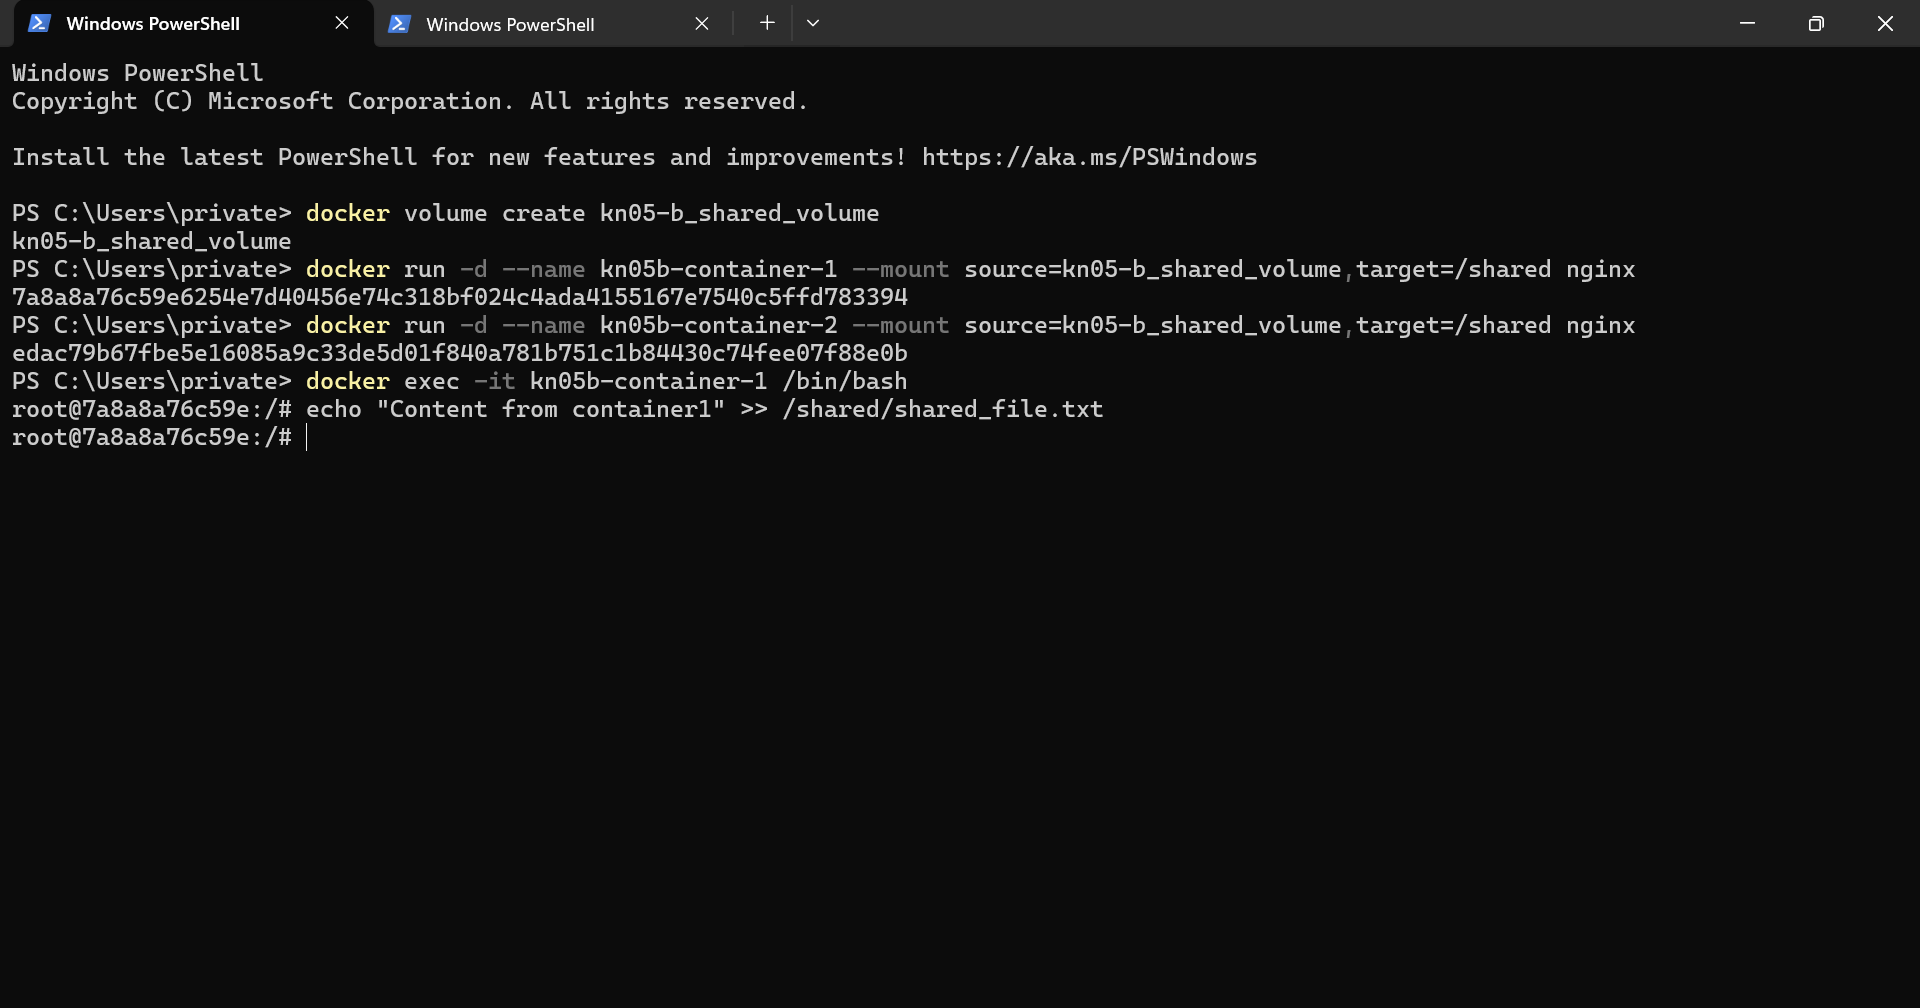 Windows PowerShell
Windows PowerShell
Windows PowerShell
Copyright (C) Microsoft Corporation. All rights reserved.
Install the latest PowerShell for new features and improvements! https://aka.ms/PSWindows
PS C:\Users\private> docker volume create kn05-b_shared_volume
kn05-b_shared_volume
PS C:\Users\private> docker run -d --name kn05b-container-1 --mount source=kn05-b_shared_volume,target=/shared nginx
7a8a8a76c59e6254e7d40456e74c318bf024c4ada4155167e7540c5ffd783394
PS C:\Users\private> docker run -d --name kn05b-container-2 --mount source=kn05-b_shared_volume,target=/shared nginx
edac79b67fbe5e16085a9c33de5d01f840a781b751c1b84430c74fee07f88e0b
PS C:\Users\private> docker exec -it kn05b-container-1 /bin/bash
root@7a8a8a76c59e:/# echo "Content from container1" >> /shared/shared_file.txt
root@7a8a8a76c59e:/#